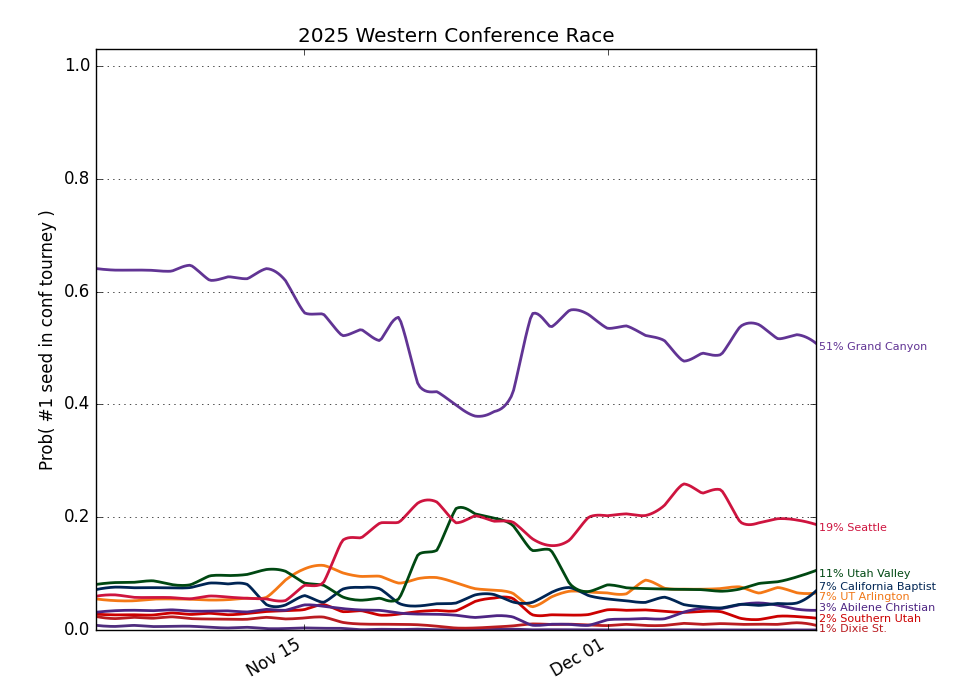 2025 Western Conference Race
Prob( #1 seed in conf tourney )
1.0
0.8
0.6
0.4
0.2
0.0
Nov 15
Dec 01
51% Grand Canyon
19% Seattle
11% Utah Valley
7% California Baptist
7% UT Arlington
3% Abilene Christian
2% Southern Utah
1% Dixie St.